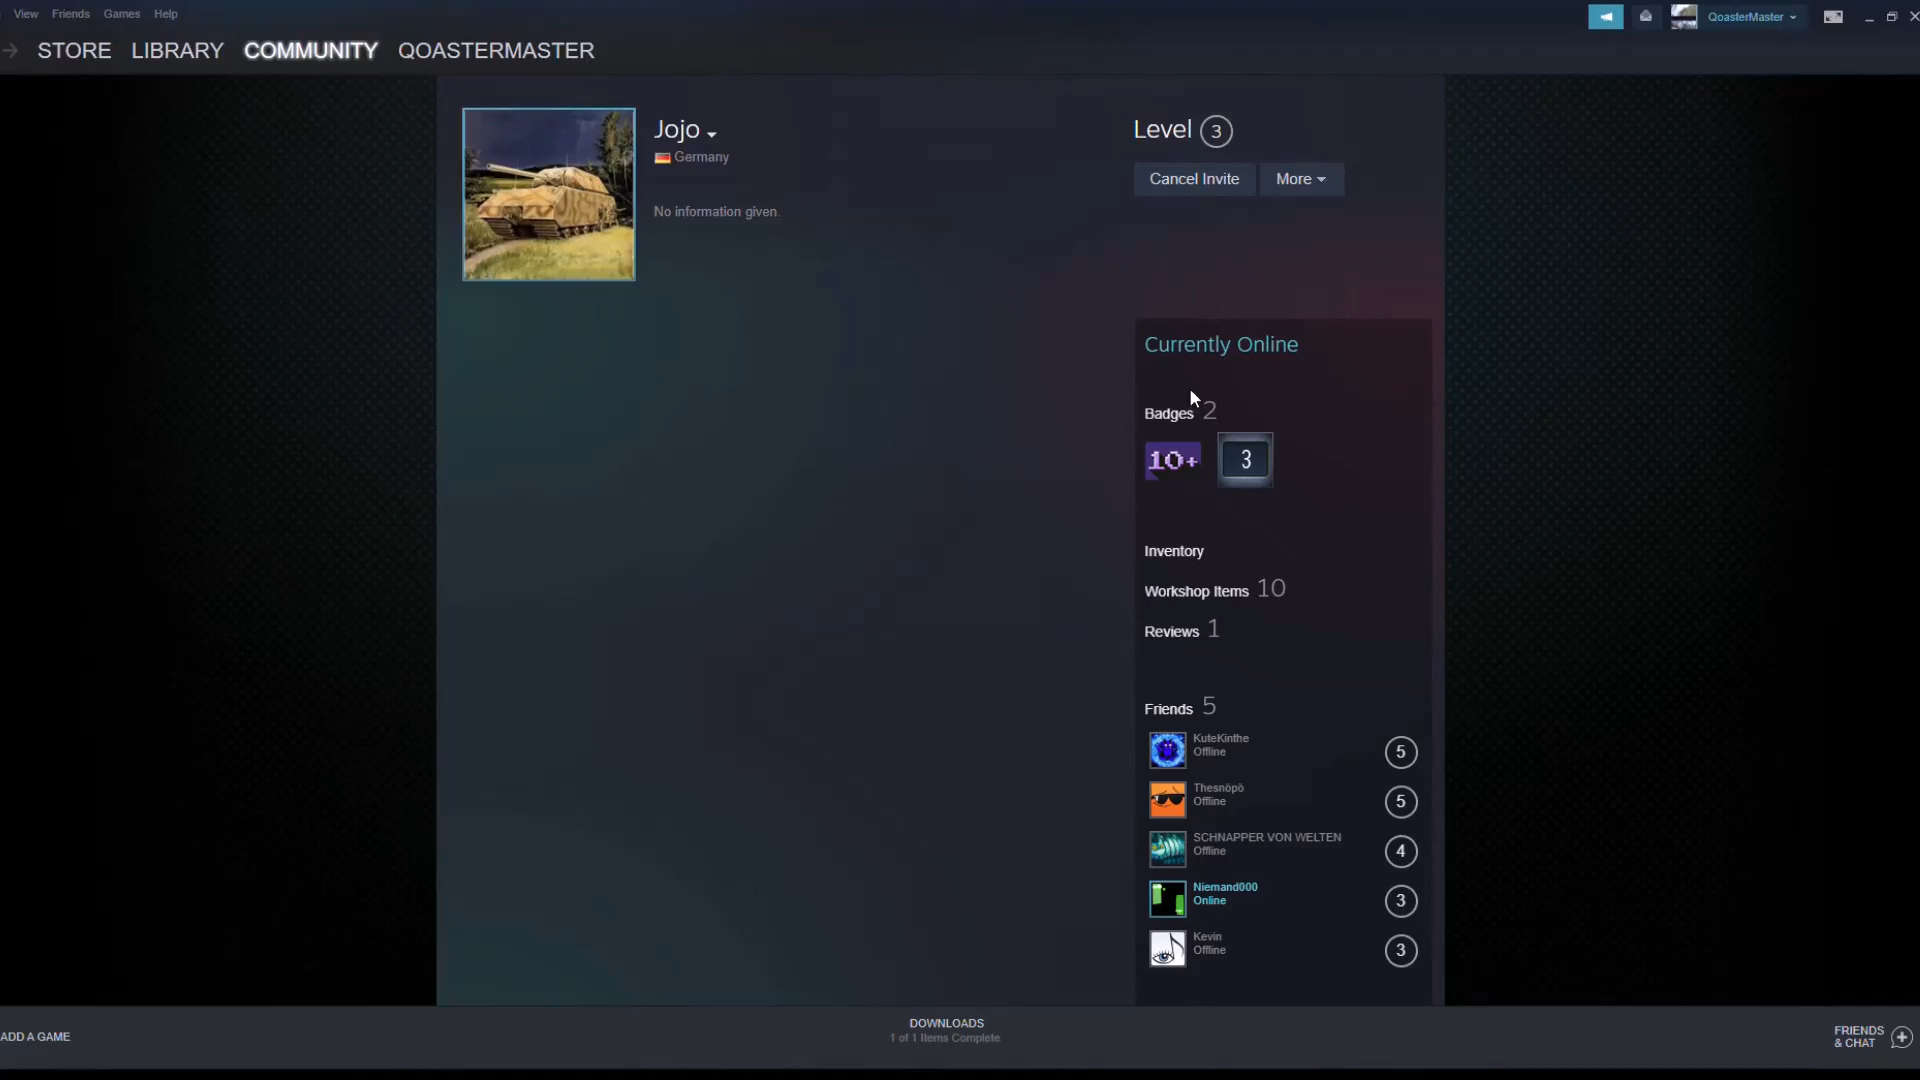 View Friends Games Help
QoasterMaster
STORE LIBRARY COMMUNITY QOASTERMASTER
Jojo
Germany
No information given.
Level 3
Cancel Invite More
Currently Online
Badges 2
10+ 3
Inventory
Workshop Items 10
Reviews 1
Friends 5
KuteKinthe
Offline
5
Thesnöpö
Offline
5
SCHNAPPER VON WELTEN
Offline
4
Niemand000
Online
3
Kevin
Offline
3
ADD A GAME
DOWNLOADS
1 of 1 Items Complete
FRIENDS
& CHAT